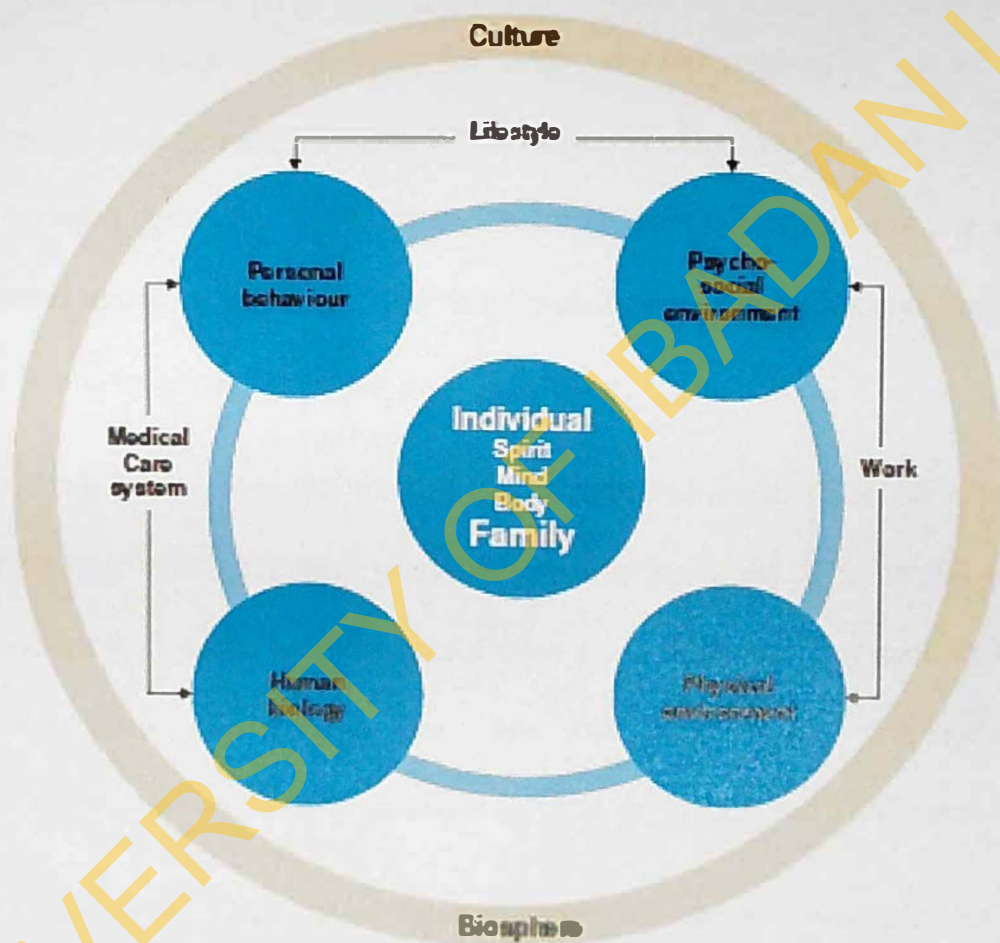 Culture
Lifestyle
Personal
behaviour
Psycho-
social
environment
Individual
Spirit
Mind
Body
Family
Medical
Care
system
Work
Human
biology
Physical
environment
Biosphere
VERSITY OF IBADAN L